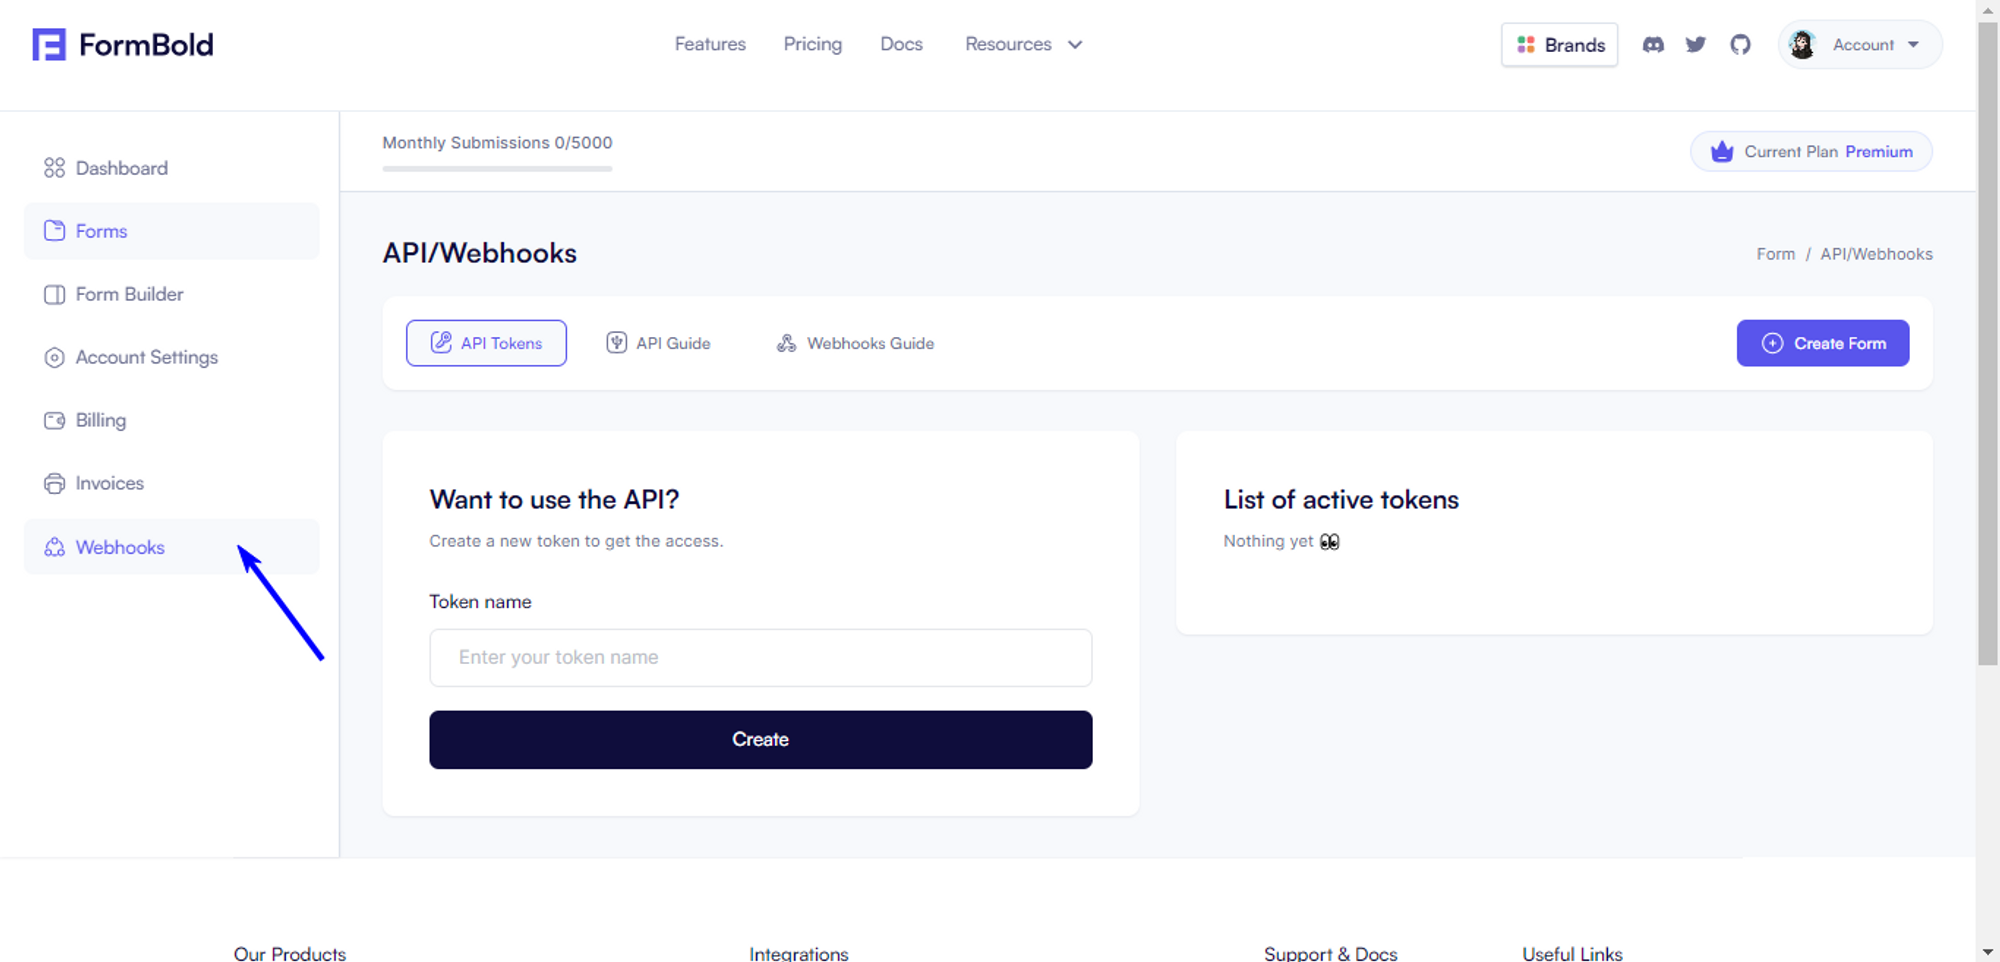 FormBold
Features Pricing Docs Resources
Brands
Account
Dashboard
Forms
Form Builder
Account Settings
Billing
Invoices
Webhooks
Monthly Submissions 0/5000
Current Plan Premium
API/Webhooks
Form / API/Webhooks
API Tokens
API Guide
Webhooks Guide
Create Form
Want to use the API?
Create a new token to get the access.
Token name
Enter your token name
Create
List of active tokens
Nothing yet 👀
Our Products
Integrations
Support & Docs
Useful Links